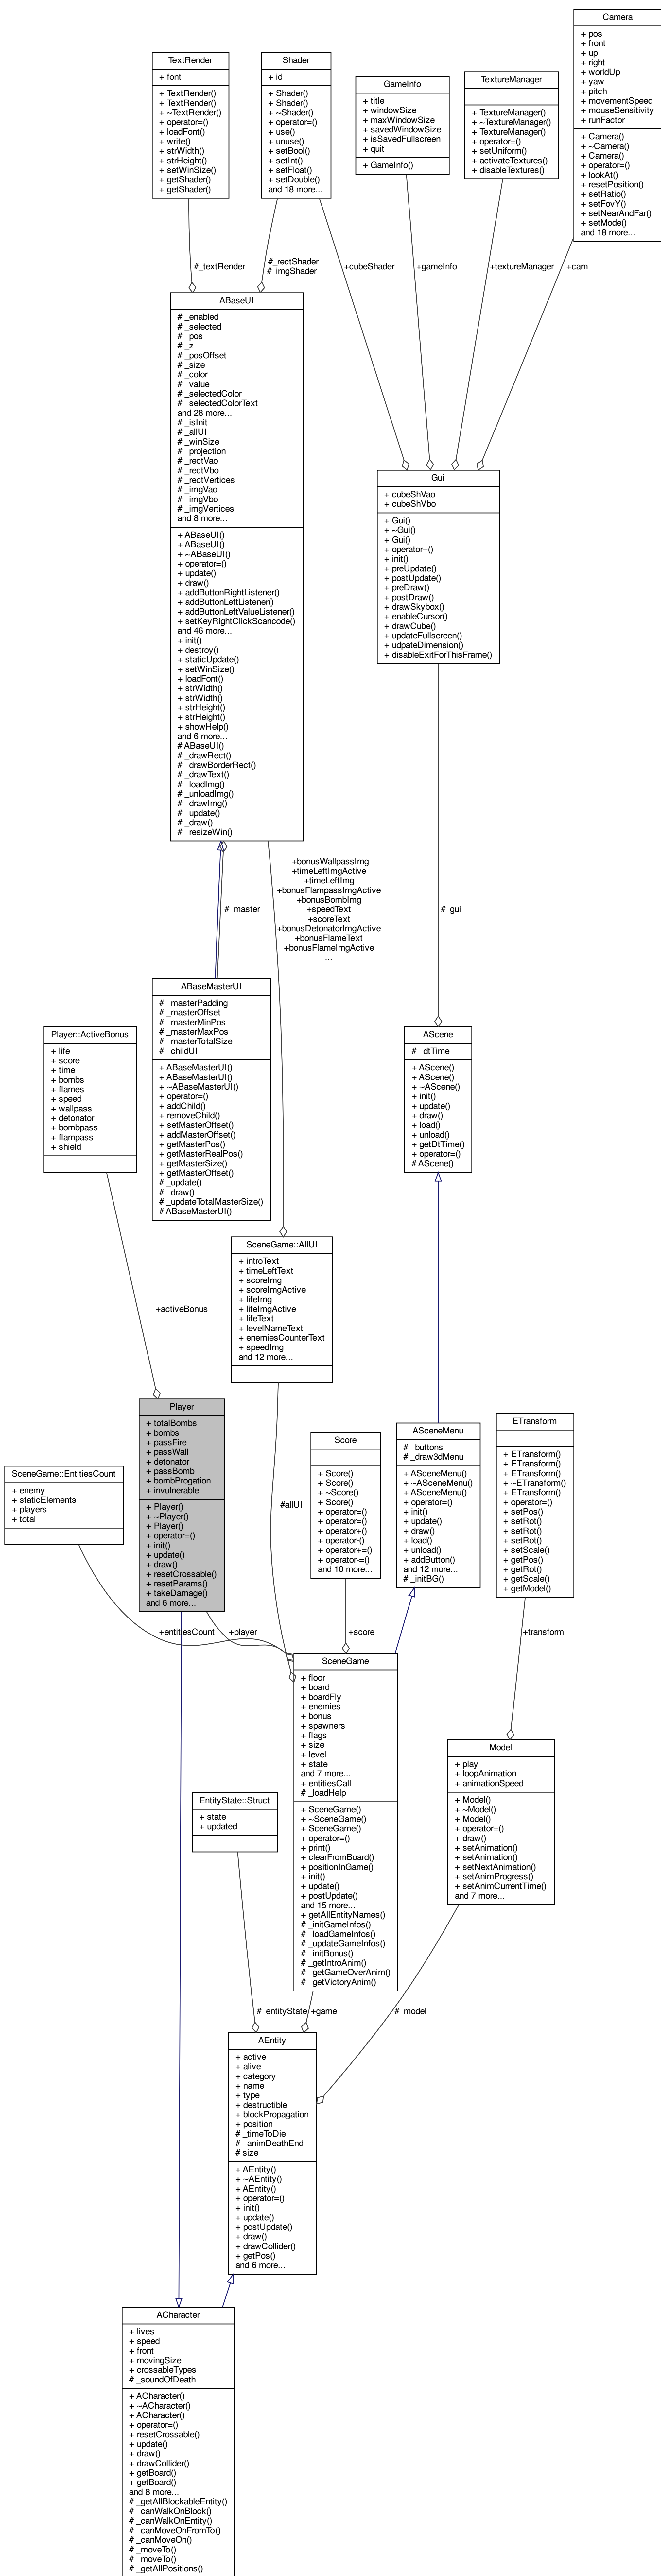 Camera
+ pos
+ front
+ up
+ right
+ worldUp
+ yaw
+ pitch
+ movementSpeed
+ mouseSensitivity
+ runFactor
+ Camera()
+ ~Camera()
+ Camera()
+ operator=()
+ lookAt()
+ resetPosition()
+ setRatio()
+ setFovY()
+ setNearAndFar()
+ setMode()
and 18 more...
TextRender
+ font
+ TextRender()
+ TextRender()
+ ~TextRender()
+ operator=()
+ loadFont()
+ write()
+ strWidth()
+ strHeight()
+ setWinSize()
+ getShader()
+ getShader()
Shader
+ id
+ Shader()
+ Shader()
+ ~Shader()
+ operator=()
+ use()
+ unuse()
+ setBool()
+ setInt()
+ setFloat()
+ setDouble()
and 18 more...
GameInfo
+ title
+ windowSize
+ maxWindowSize
+ savedWindowSize
+ isSavedFullscreen
+ quit
+ GameInfo()
TextureManager
+ TextureManager()
+ ~TextureManager()
+ TextureManager()
+ operator=()
+ setUniform()
+ activateTextures()
+ disableTextures()
#_textRender
#_rectShader
#_imgShader
+cubeShader
+gameInfo
+textureManager
+cam
ABaseUI
# _enabled
# _selected
# _pos
# _z
# _posOffset
# _size
# _color
# _value
# _selectedColor
# _selectedColorText
and 28 more...
# _isInit
# _allUI
# _winSize
# _projection
# _rectVao
# _rectVbo
# _rectVertices
# _imgVao
# _imgVbo
# _imgVertices
and 8 more...
+ ABaseUI()
+ ABaseUI()
+ ~ABaseUI()
+ operator=()
+ update()
+ draw()
+ addButtonRightListener()
+ addButtonLeftListener()
+ addButtonLeftValueListener()
+ setKeyRightClickScancode()
and 46 more...
+ init()
+ destroy()
+ staticUpdate()
+ setWinSize()
+ loadFont()
+ strWidth()
+ strWidth()
+ strHeight()
+ strHeight()
+ showHelp()
and 6 more...
# ABaseUI()
# _drawRect()
# _drawBorderRect()
# _drawText()
# _loadImg()
# _unloadImg()
# _drawImg()
# _update()
# _draw()
# _resizeWin()
Gui
+ cubeShVao
+ cubeShVbo
+ Gui()
+ ~Gui()
+ Gui()
+ operator=()
+ init()
+ preUpdate()
+ postUpdate()
+ preDraw()
+ postDraw()
+ drawSkybox()
+ enableCursor()
+ drawCube()
+ updateFullscreen()
+ udpateDimension()
+ disableExitForThisFrame()
#_master
+bonusWallpassImg
+timeLeftImgActive
+timeLeftImg
+bonusFlampassImgActive
+bonusBombImg
+speedText
+scoreText
+bonusDetonatorImgActive
+bonusFlameText
+bonusFlameImgActive
...
#_gui
ABaseMasterUI
# _masterPadding
# _masterOffset
# _masterMinPos
# _masterMaxPos
# _masterTotalSize
# _childUI
+ ABaseMasterUI()
+ ABaseMasterUI()
+ ~ABaseMasterUI()
+ operator=()
+ addChild()
+ removeChild()
+ setMasterOffset()
+ addMasterOffset()
+ getMasterPos()
+ getMasterRealPos()
+ getMasterSize()
+ getMasterOffset()
# _update()
# _draw()
# _updateTotalMasterSize()
# ABaseMasterUI()
Player::ActiveBonus
+ life
+ score
+ time
+ bombs
+ flames
+ speed
+ wallpass
+ detonator
+ bombpass
+ flampass
+ shield
AScene
# _dtTime
+ AScene()
+ AScene()
+ ~AScene()
+ init()
+ update()
+ draw()
+ load()
+ unload()
+ getDtTime()
+ operator=()
# AScene()
SceneGame::AllUI
+ introText
+ timeLeftText
+ scoreImg
+ scoreImgActive
+ lifeImg
+ lifeImgActive
+ lifeText
+ levelNameText
+ enemiesCounterText
+ speedImg
and 12 more...
+activeBonus
Player
+ totalBombs
+ bombs
+ passFire
+ passWall
+ detonator
+ passBomb
+ bombProgation
+ invulnerable
+ Player()
+ ~Player()
+ Player()
+ operator=()
+ init()
+ update()
+ draw()
+ resetCrossable()
+ resetParams()
+ takeDamage()
and 6 more...
SceneGame::EntitiesCount
+ enemy
+ staticElements
+ players
+ total
#allUI
Score
+ Score()
+ Score()
+ ~Score()
+ Score()
+ operator=()
+ operator=()
+ operator+()
+ operator-()
+ operator+=()
+ operator-=()
and 10 more...
ASceneMenu
# _buttons
# _draw3dMenu
+ ASceneMenu()
+ ~ASceneMenu()
+ ASceneMenu()
+ operator=()
+ init()
+ update()
+ draw()
+ load()
+ unload()
+ addButton()
and 12 more...
# _initBG()
ETransform
+ ETransform()
+ ETransform()
+ ETransform()
+ ~ETransform()
+ ETransform()
+ operator=()
+ setPos()
+ setRot()
+ setRot()
+ setRot()
+ setScale()
+ getPos()
+ getRot()
+ getScale()
+ getModel()
+entitiesCount
+player
+score
+transform
SceneGame
+ floor
+ board
+ boardFly
+ enemies
+ bonus
+ spawners
+ flags
+ size
+ level
+ state
and 7 more...
+ entitiesCall
# _loadHelp
+ SceneGame()
+ ~SceneGame()
+ SceneGame()
+ operator=()
+ print()
+ clearFromBoard()
+ positionInGame()
+ init()
+ update()
+ postUpdate()
and 15 more...
+ getAllEntityNames()
# _initGameInfos()
# _loadGameInfos()
# _updateGameInfos()
# _initBonus()
# _getIntroAnim()
# _getGameOverAnim()
# _getVictoryAnim()
Model
+ play
+ loopAnimation
+ animationSpeed
+ Model()
+ ~Model()
+ Model()
+ operator=()
+ draw()
+ setAnimation()
+ setAnimation()
+ setNextAnimation()
+ setAnimProgress()
+ setAnimCurrentTime()
and 7 more...
EntityState::Struct
+ state
+ updated
#_entityState
+game
#_model
AEntity
+ active
+ alive
+ category
+ name
+ type
+ destructible
+ blockPropagation
+ position
# _timeToDie
# _animDeathEnd
# size
+ AEntity()
+ ~AEntity()
+ AEntity()
+ operator=()
+ init()
+ update()
+ postUpdate()
+ draw()
+ drawCollider()
+ getPos()
and 6 more...
ACharacter
+ lives
+ speed
+ front
+ movingSize
+ crossableTypes
# _soundOfDeath
+ ACharacter()
+ ~ACharacter()
+ ACharacter()
+ operator=()
+ resetCrossable()
+ update()
+ draw()
+ drawCollider()
+ getBoard()
+ getBoard()
and 8 more...
# _getAllBlockableEntity()
# _canWalkOnBlock()
# _canWalkOnEntity()
# _canMoveOnFromTo()
# _canMoveOn()
# _moveTo()
# _moveTo()
# _getAllPositions()